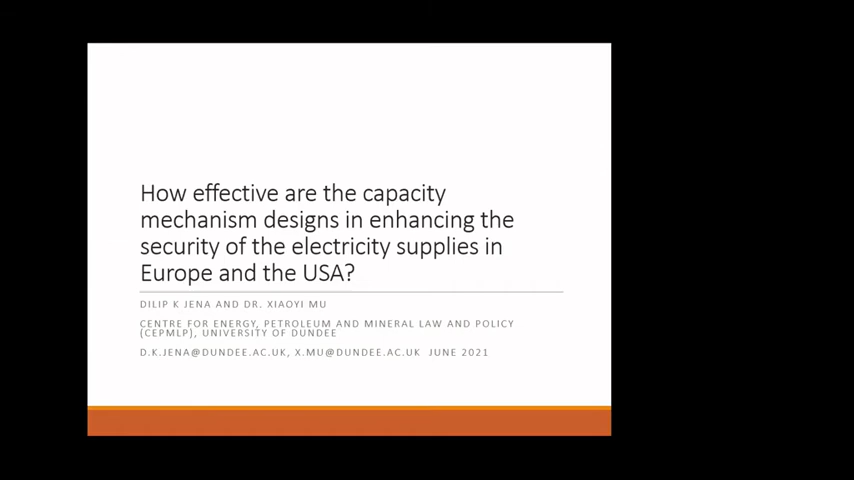 How effective are the capacity
mechanism designs in enhancing the
security of the electricity supplies in
Europe and the USA?
DILIP K JENA AND DR. XIAOYI MU
CENTRE FOR ENERGY, PETROLEUM AND MINERAL LAW AND POLICY
(CEPMLP), UNIVERSITY OF DUNDEE
D.K.JENA@DUNDEE.AC.UK, X.MU@DUNDEE.AC.UK JUNE 2021